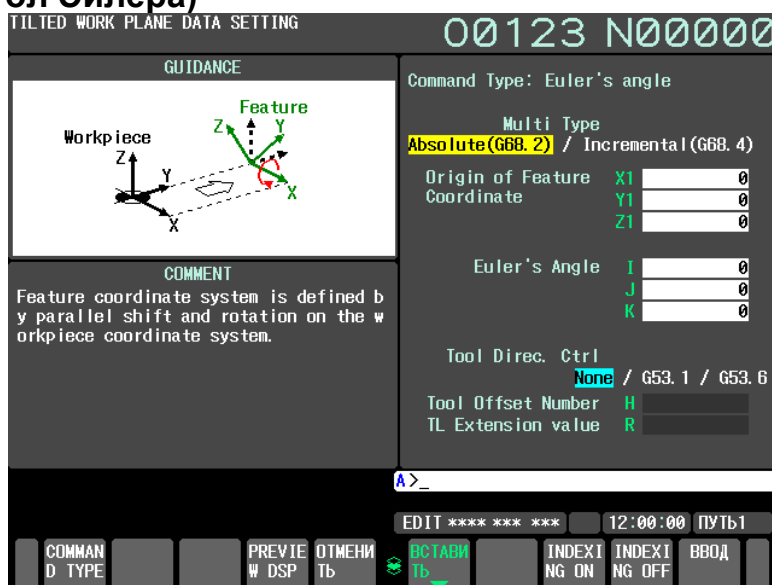 ол Эйлера)
TILTED WORK PLANE DATA SETTING
O0123 N00000
GUIDANCE
Workpiece
Z
Y
X
Feature
Z
Y
X
COMMENT
Feature coordinate system is defined b
y parallel shift and rotation on the w
orkpiece coordinate system.
Command Type: Euler's angle
Multi Type
Absolute(G68.2) / Incremental(G68.4)
Origin of Feature X1 0
Coordinate Y1 0
Z1 0
Euler's Angle I 0
J 0
K 0
Tool Direc. Ctrl
None / G53.1 / G53.6
Tool Offset Number H
TL Extension value R
A>_
EDIT **** *** *** 12:00:00 ПУТЬ1
COMMAN
D TYPE
PREVIE
W DSP
ОТМЕНИ
ТЬ
ВСТАВИ
ТЬ
INDEXI
NG ON
INDEXI
NG OFF
ВВОД